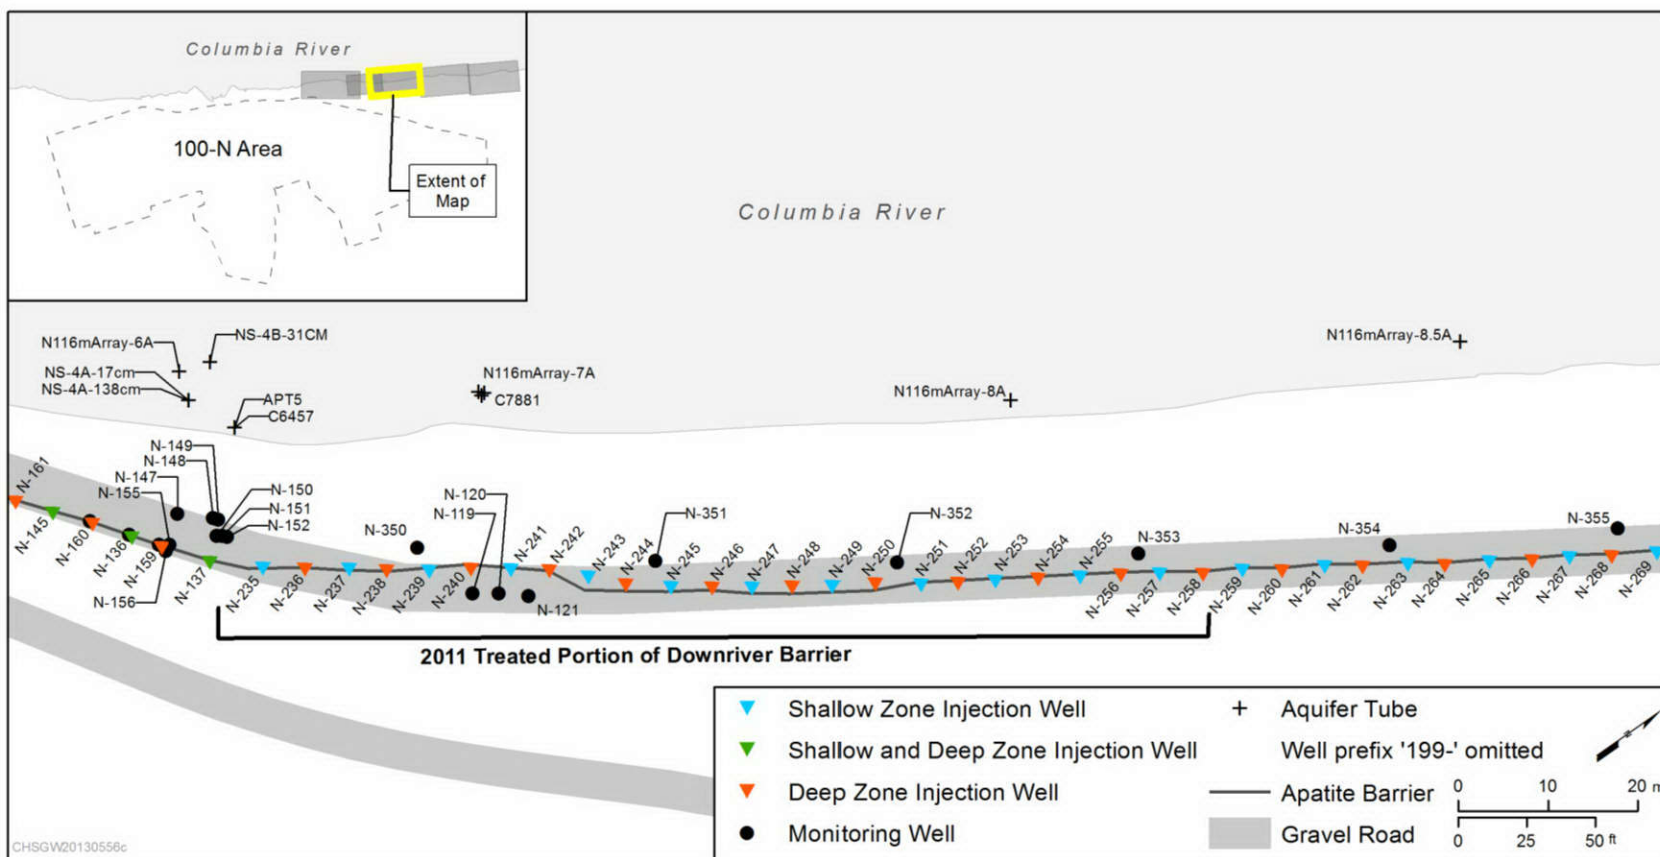 Columbia River
100-N Area
Extent of
Map
Columbia River
NS-4B-31CM
N116mArray-6A
NS-4A-17cm
NS-4A-138cm
APT5
C6457
N116mArray-7A
C7881
N116mArray-8A
N116mArray-8.5A
N-149
N-148
N-147
N-155
N-150
N-151
N-152
N-161
N-145
N-160
N-136
N-159
N-156
N-137
N-235
N-236
N-237
N-238
N-239
N-240
N-350
N-120
N-119
N-121
N-241
N-242
N-243
N-244
N-245
N-246
N-247
N-248
N-249
N-250
N-251
N-252
N-253
N-254
N-255
N-351
N-352
N-353
N-354
N-355
N-256
N-257
N-258
N-259
N-260
N-261
N-262
N-263
N-264
N-265
N-266
N-267
N-268
N-269
2011 Treated Portion of Downriver Barrier
Shallow Zone Injection Well
Shallow and Deep Zone Injection Well
Deep Zone Injection Well
Monitoring Well
Aquifer Tube
Well prefix '199-' omitted
Apatite Barrier
Gravel Road
0 10 20 m
0 25 50 ft
CHSGW20130556c